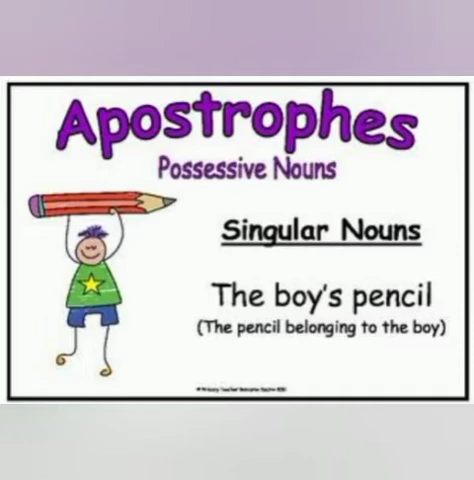 Apostrophes
Possessive Nouns
Singular Nouns
The boy's pencil
(The pencil belonging to the boy)